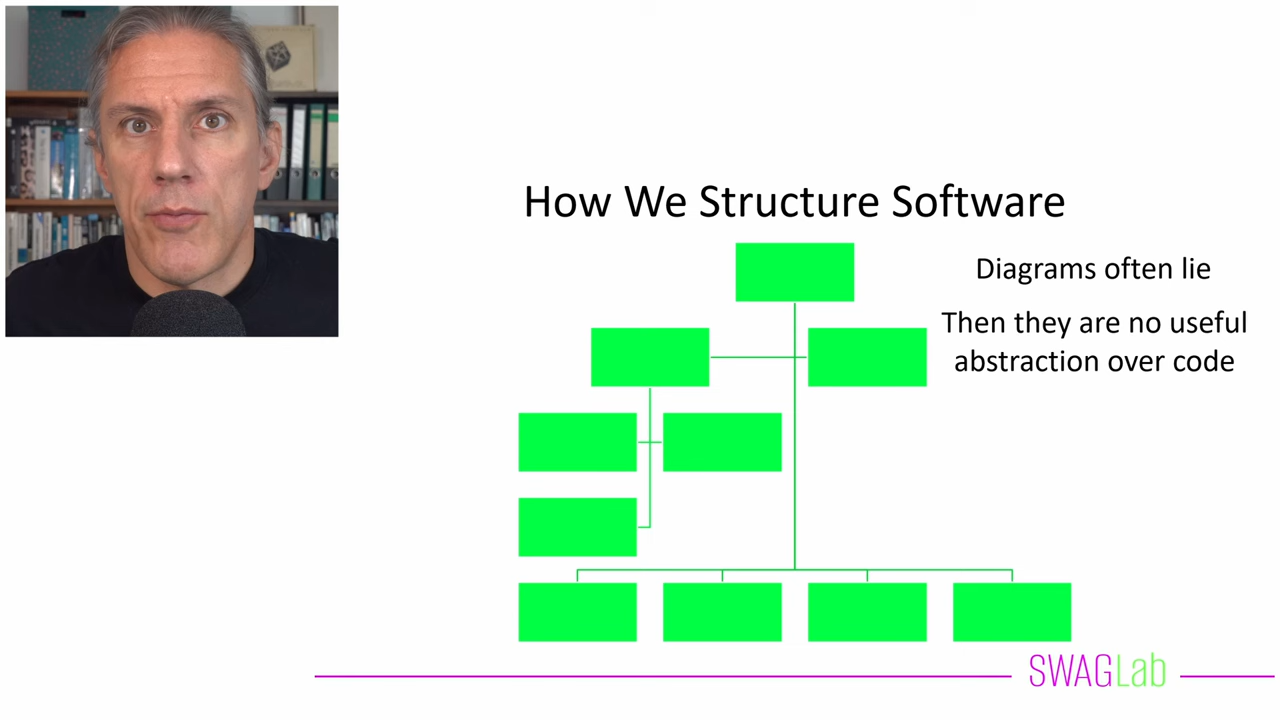 How We Structure Software
Diagrams often lie
Then they are no useful
abstraction over code
SWAGLab